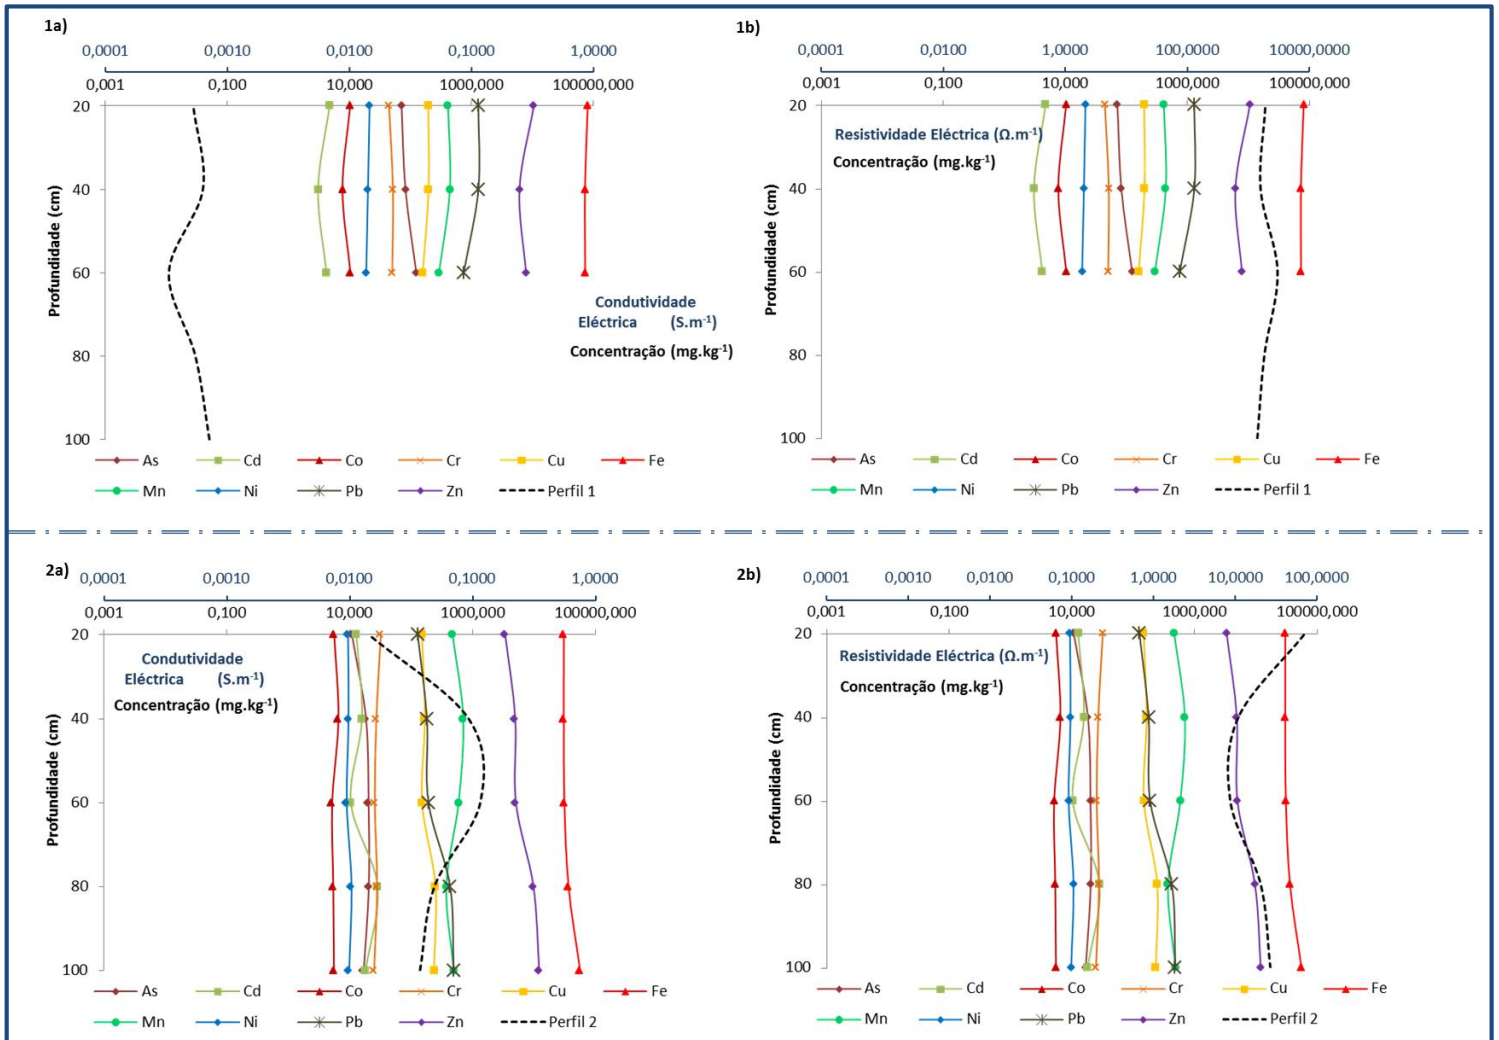 1a)
0,0001 0,0010 0,0100 0,1000 1,0000
0,001 0,100 10,000 1000,000 100000,000
20
40
60
80
100
Profundidade (cm)
Condutividade
Eléctrica (S.m-1)
Concentração (mg.kg-1)
As Cd Co Cr Cu Fe
Mn Ni Pb Zn Perfil 1
1b)
0,0001 0,0100 1,0000 100,0000 10000,0000
0,001 0,100 10,000 1000,000 100000,000
20
40
60
80
100
Profundidade (cm)
Resistividade Eléctrica (Ω.m-1)
Concentração (mg.kg-1)
As Cd Co Cr Cu Fe
Mn Ni Pb Zn Perfil 1
2a)
0,0001 0,0010 0,0100 0,1000 1,0000
0,001 0,100 10,000 1000,000 100000,000
20
40
60
80
100
Profundidade (cm)
Condutividade
Eléctrica (S.m-1)
Concentração (mg.kg-1)
As Cd Co Cr Cu Fe
Mn Ni Pb Zn Perfil 2
2b)
0,0001 0,0010 0,0100 0,1000 1,0000 10,0000 100,0000
0,001 0,100 10,000 1000,000 100000,000
20
40
60
80
100
Profundidade (cm)
Resistividade Eléctrica (Ω.m-1)
Concentração (mg.kg-1)
As Cd Co Cr Cu Fe
Mn Ni Pb Zn Perfil 2